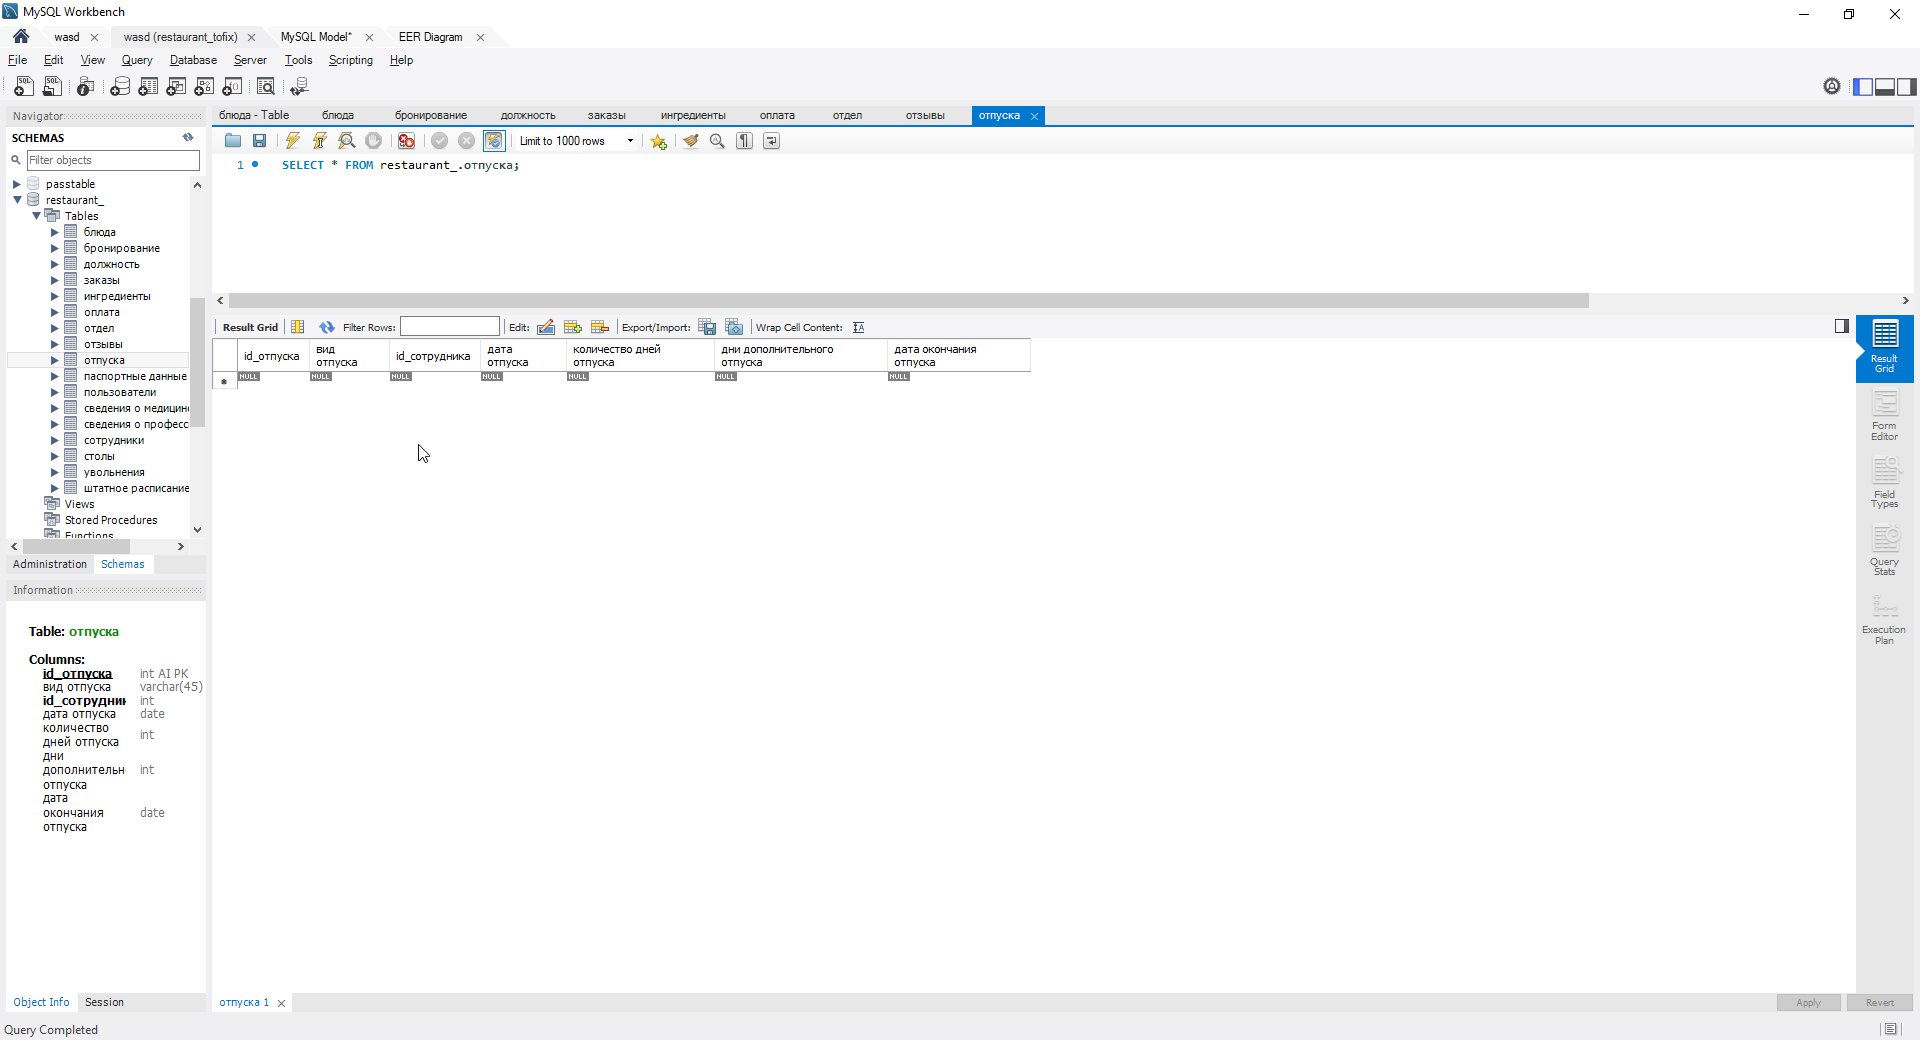 MySQL Workbench
wasd
wasd (restaurant_tofix)
MySQL Model*
EER Diagram
File Edit View Query Database Server Tools Scripting Help
Navigator
SCHEMAS
Filter objects
passtable
restaurant_
Tables
блюда
бронирование
должность
заказы
ингредиенты
оплата
отдел
отзывы
отпуска
паспортные данные
пользователи
сведения о медицин
сведения о професс
сотрудники
столы
увольнения
штатное расписание
Views
Stored Procedures
Functions
Administration Schemas
Information
Table: отпуска
Columns:
id_отпуска int AI PK
вид отпуска varchar(45)
id_сотрудник int
дата отпуска date
количество
дней отпуска int
дни
дополнительн int
отпуска
дата
окончания date
отпуска
Object Info Session
Query Completed
блюда - Table блюда бронирование должность заказы ингредиенты оплата отдел отзывы отпуска
Limit to 1000 rows
1 SELECT * FROM restaurant_.отпуска;
Result Grid Filter Rows: Edit: Export/Import: Wrap Cell Content: IA
id_отпуска
вид
отпуска
id_сотрудника
дата
отпуска
количество дней
отпуска
дни дополнительного
отпуска
дата окончания
отпуска
NULL NULL NULL NULL NULL NULL NULL
Result
Grid
Form
Editor
Field
Types
Query
Stats
Execution
Plan
отпуска 1
Apply Revert